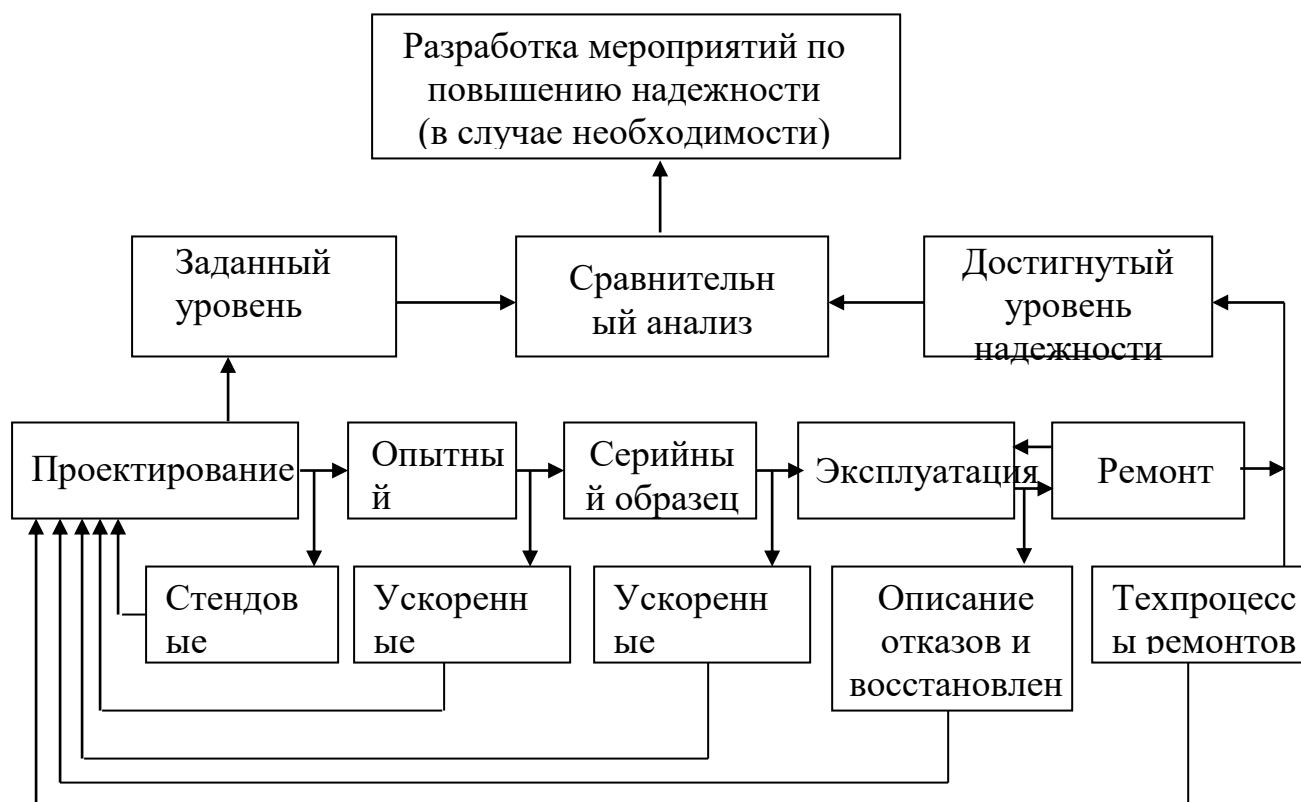 Разработка мероприятий по
повышению надежности
(в случае необходимости)
Заданный
уровень
Сравнительн
ый анализ
Достигнутый
уровень
надежности
Проектирование
Опытны
й
Серийны
й образец
Эксплуатация
Ремонт
Стендов
ые
Ускоренн
ые
Ускоренн
ые
Описание
отказов и
восстановлен
Техпроцесс
ы ремонтов